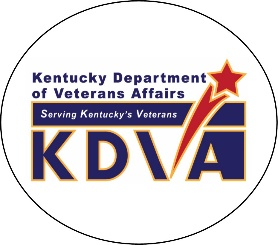 Kentucky Department
of Veterans Affairs
Serving Kentucky's Veterans
KDVA